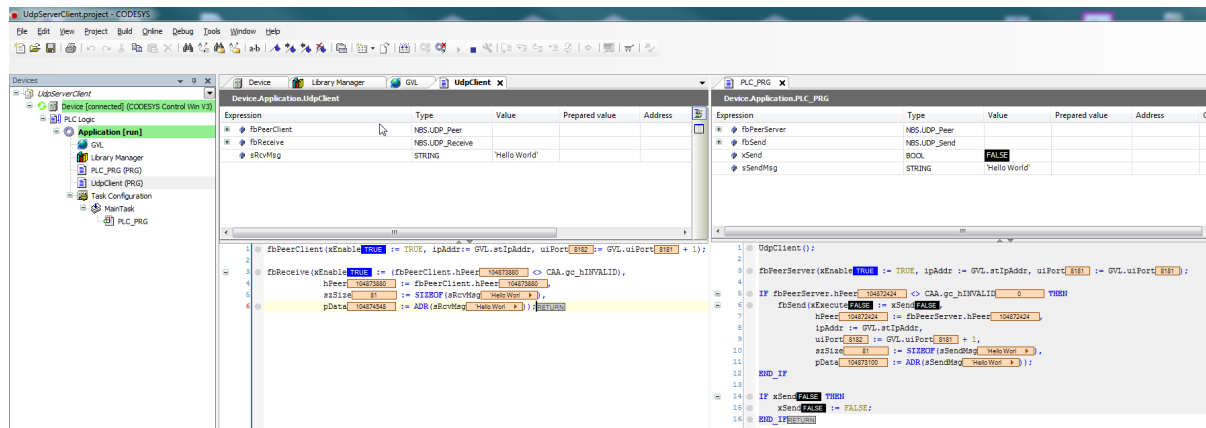 UdpServerClient.project - CODESYS
File Edit View Project Build Online Debug Tools Window Help
Devices
UdpServerClient
Device [connected] (CODESYS Control Win V3)
PLC Logic
Application [run]
GVL
Library Manager
PLC_PRG (PRG)
UdpClient (PRG)
Task Configuration
MainTask
PLC_PRG
Device Library Manager GVL UdpClient X
Device.Application.UdpClient
Expression Type Value Prepared value Address
fbPeerClient NBS.UDP_Peer
fbReceive NBS.UDP_Receive
sRcvMsg STRING 'Hello World'
1 fbPeerClient(xEnable TRUE := TRUE, ipAddr:= GVL.stIpAddr, uiPort 8182 := GVL.uiPort 8181 + 1);
2
3 fbReceive(xEnable TRUE := (fbPeerClient.hPeer 104873880 <> CAA.gc_hINVALID),
4 hPeer 104873880 := fbPeerClient.hPeer 104873880 ,
5 szSize 81 := SIZEOF(sRcvMsg 'Hello Worl ),
6 pData 104874548 := ADR(sRcvMsg 'Hello Worl )); RETURN
PLC_PRG X
Device.Application.PLC_PRG
Expression Type Value Prepared value Address
fbPeerServer NBS.UDP_Peer
fbSend NBS.UDP_Send
xSend BOOL FALSE
sSendMsg STRING 'Hello World'
1 UdpClient();
2
3 fbPeerServer(xEnable TRUE := TRUE, ipAddr := GVL.stIpAddr, uiPort 8181 := GVL.uiPort 8181 );
4
5 IF fbPeerServer.hPeer 104872424 <> CAA.gc_hINVALID 0 THEN
6 fbSend(xExecute FALSE := xSend FALSE ,
7 hPeer 104872424 := fbPeerServer.hPeer 104872424 ,
8 ipAddr := GVL.stIpAddr,
9 uiPort 8182 := GVL.uiPort 8181 + 1,
10 szSize 81 := SIZEOF(sSendMsg 'Hello Worl ),
11 pData 104873100 := ADR(sSendMsg 'Hello Worl ));
12 END_IF
13
14 IF xSend FALSE THEN
15 xSend FALSE := FALSE;
16 END_IF RETURN